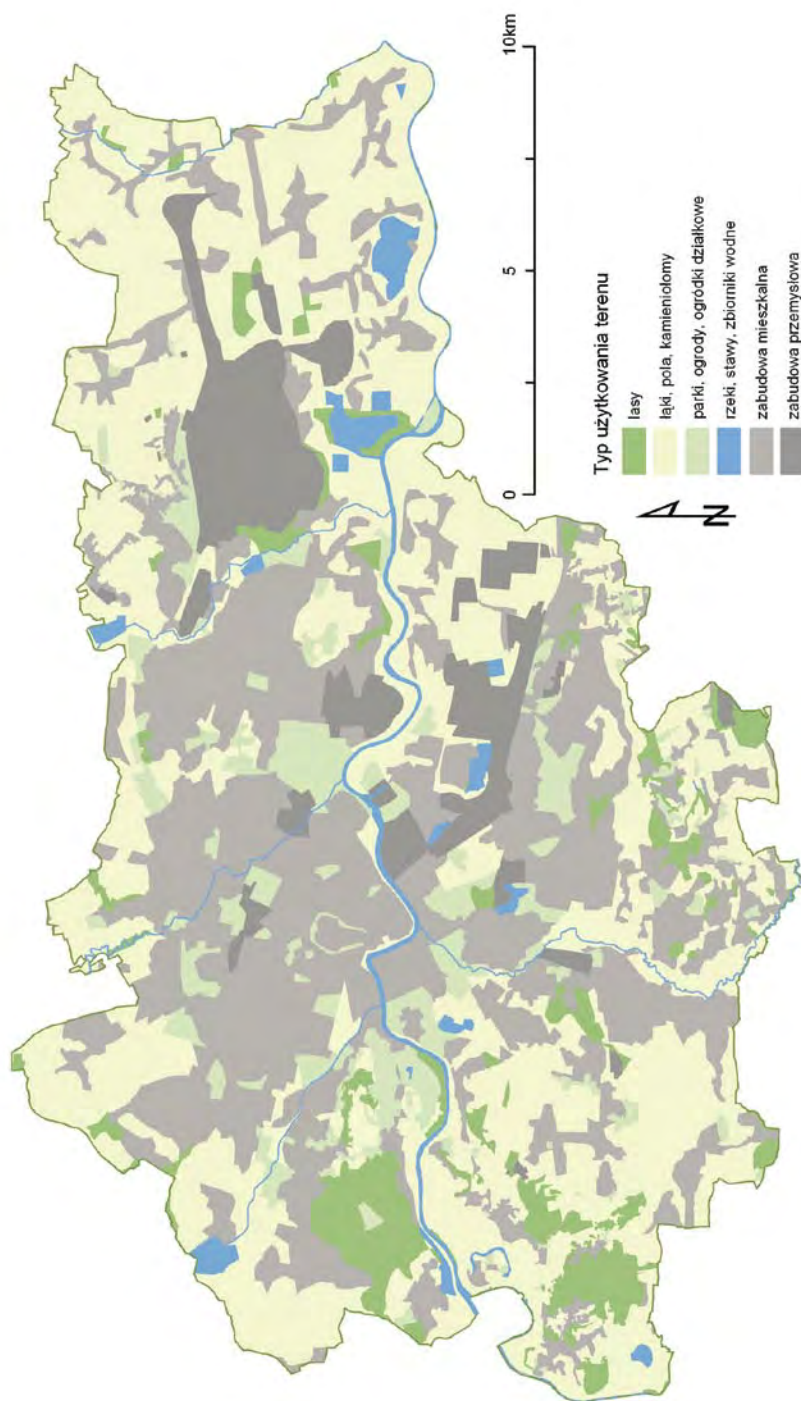 0
5
10km
N
Typ użytkowania terenu
lasy
łąki, pola, kamieniołomy
parki, ogrody, ogródki działkowe
rzeki, stawy, zbiorniki wodne
zabudowa mieszkalna
zabudowa przemysłowa